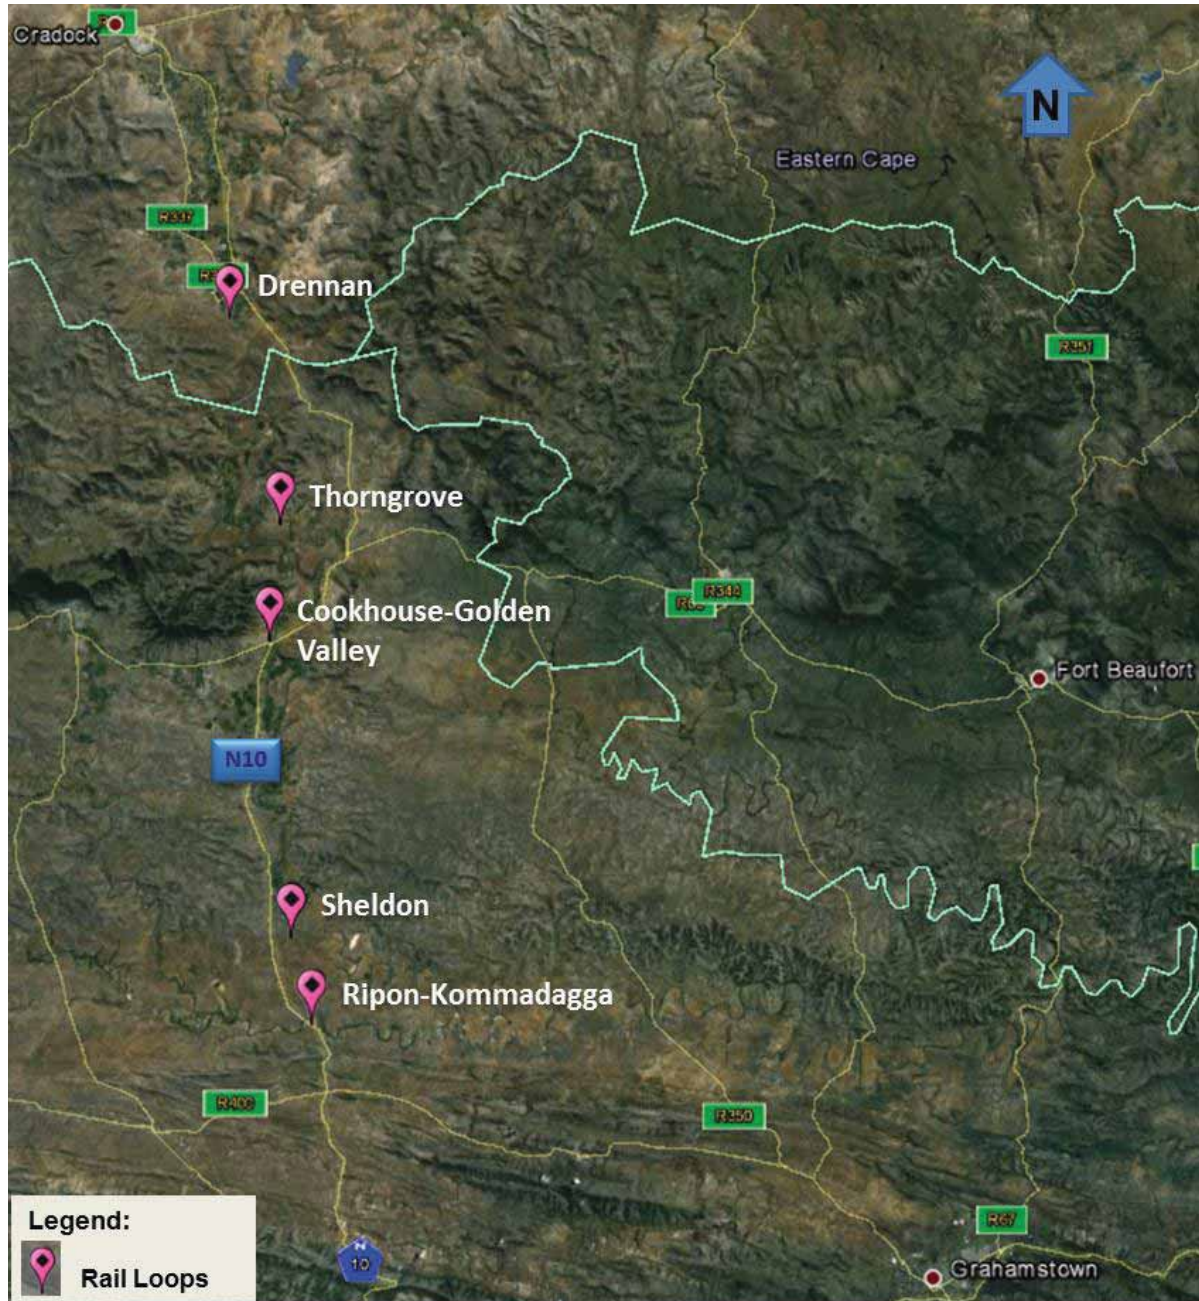 Cradock
N
Eastern Cape
R337
Drennan
R351
Thorngrove
R344
Cookhouse-Golden
Valley
Fort Beaufort
N10
Sheldon
Ripon-Kommadagga
R400
R350
Legend:
Rail Loops
N
10
R67
Grahamstown